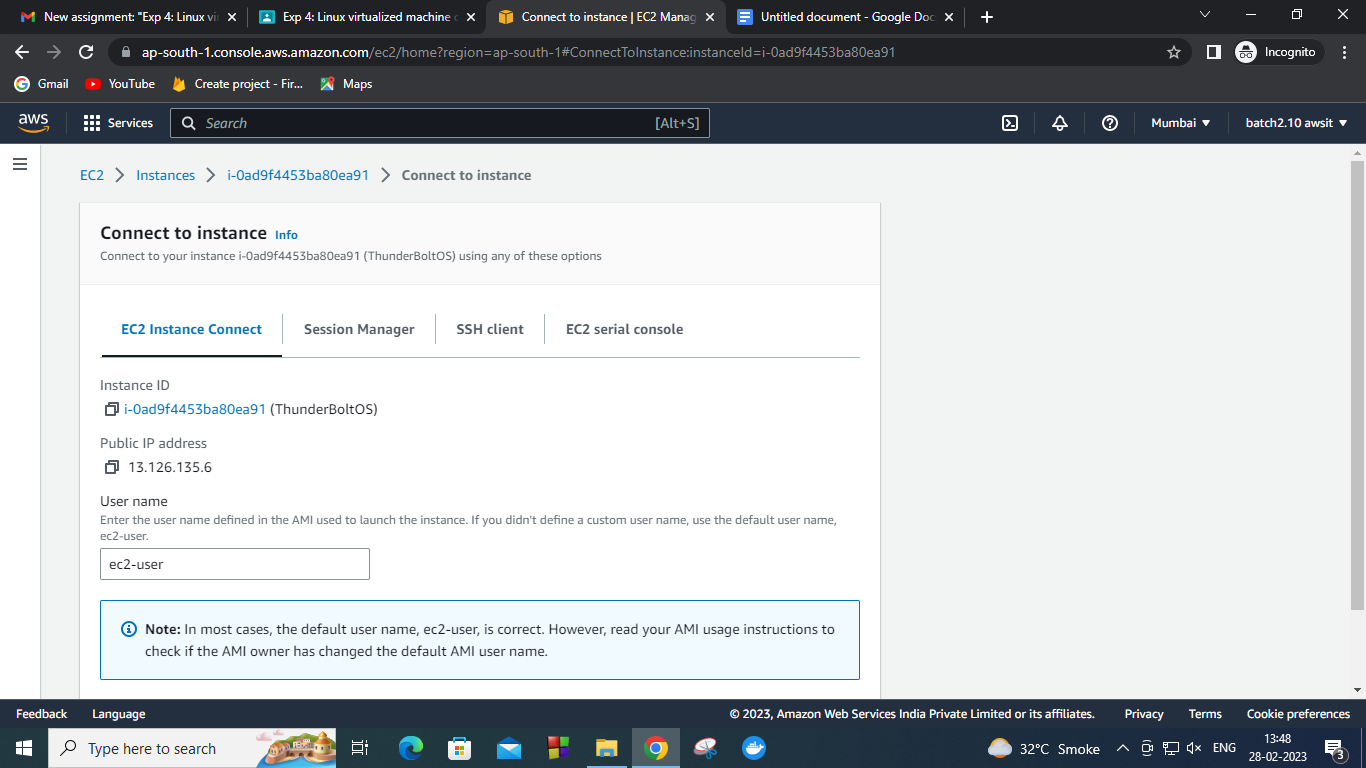 New assignment: "Exp 4: Linux vi
Exp 4: Linux virtualized machine
Connect to instance | EC2 Manag
Untitled document - Google Doc
ap-south-1.console.aws.amazon.com/ec2/home?region=ap-south-1#ConnectToInstance:instanceId=i-0ad9f4453ba80ea91
Incognito
Gmail
YouTube
Create project - Fir...
Maps
aws
Services
Search
[Alt+S]
Mumbai
batch2.10 awsit
EC2
Instances
i-0ad9f4453ba80ea91
Connect to instance
Connect to instance Info
Connect to your instance i-0ad9f4453ba80ea91 (ThunderBoltOS) using any of these options
EC2 Instance Connect
Session Manager
SSH client
EC2 serial console
Instance ID
i-0ad9f4453ba80ea91 (ThunderBoltOS)
Public IP address
13.126.135.6
User name
Enter the user name defined in the AMI used to launch the instance. If you didn't define a custom user name, use the default user name,
ec2-user.
ec2-user
Note: In most cases, the default user name, ec2-user, is correct. However, read your AMI usage instructions to
check if the AMI owner has changed the default AMI user name.
Feedback
Language
© 2023, Amazon Web Services India Private Limited or its affiliates.
Privacy
Terms
Cookie preferences
Type here to search
32°C Smoke
ENG
13:48
28-02-2023
3